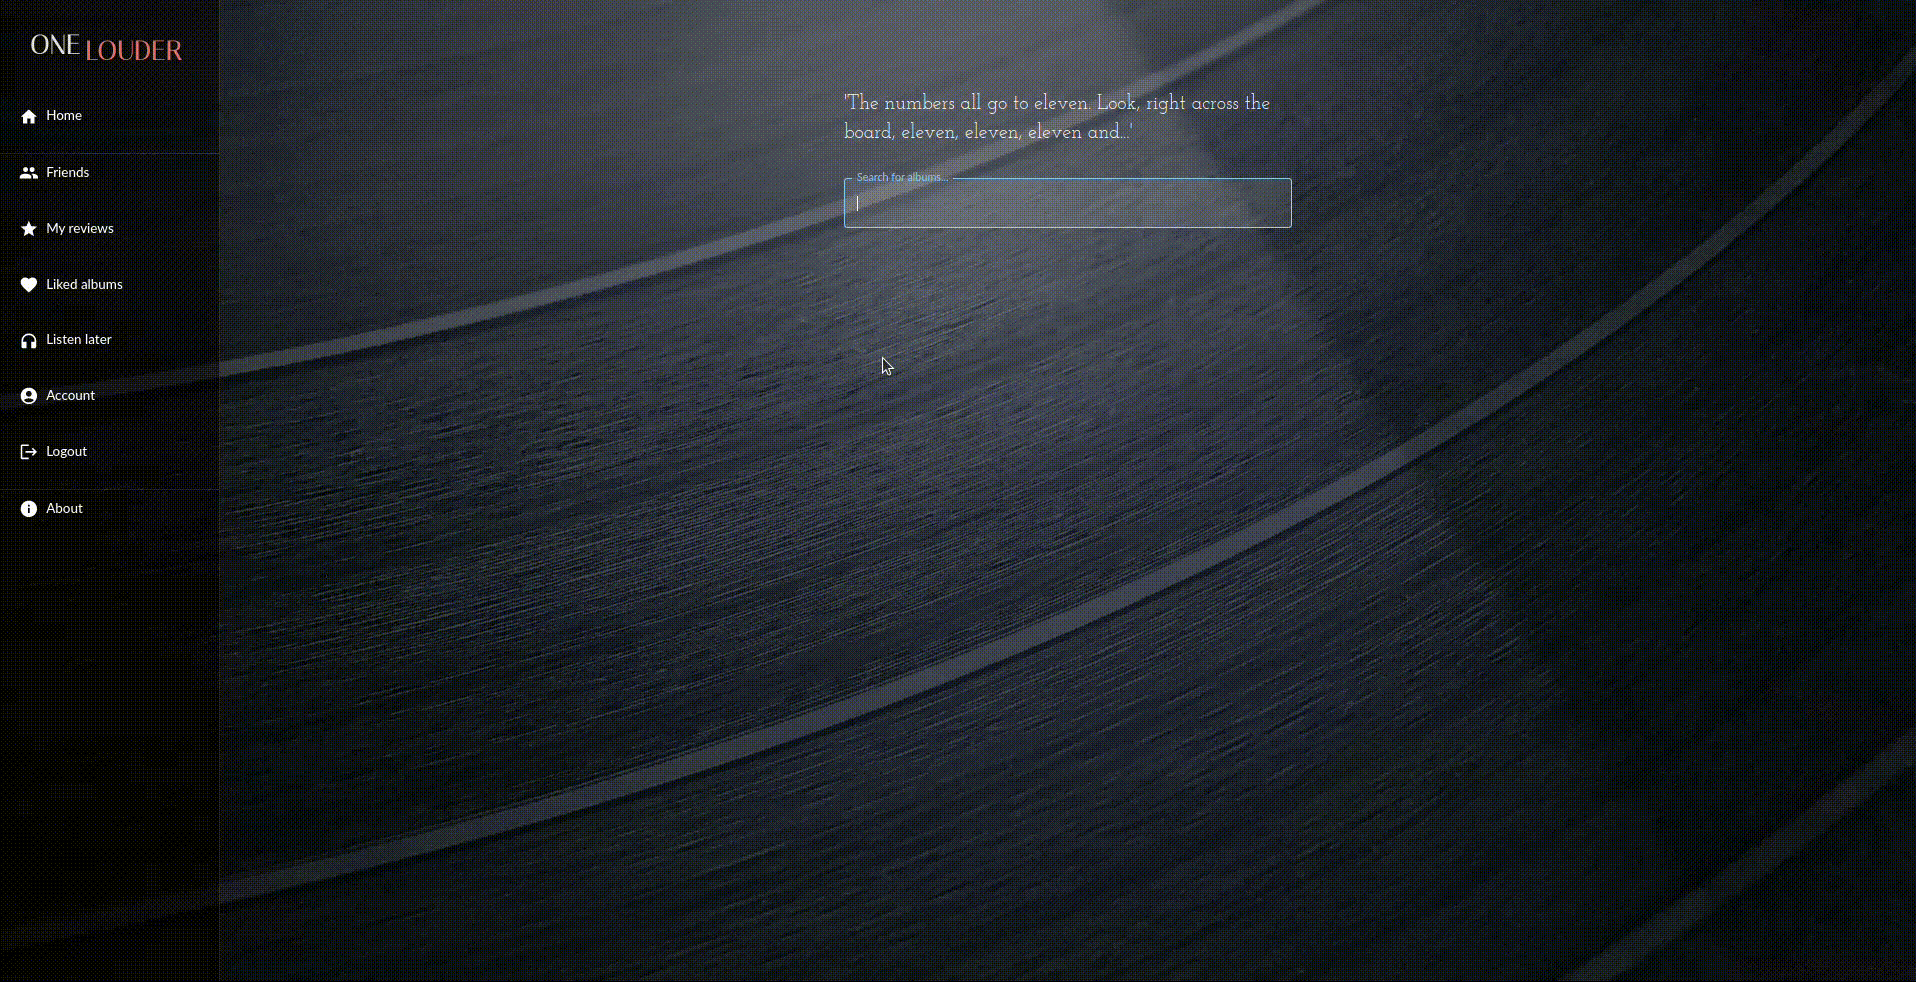 ONE LOUDER
Home
Friends
My reviews
Liked albums
Listen later
Account
Logout
About
'The numbers all go to eleven. Look, right across the
board, eleven, eleven, eleven and...'
Search for albums...